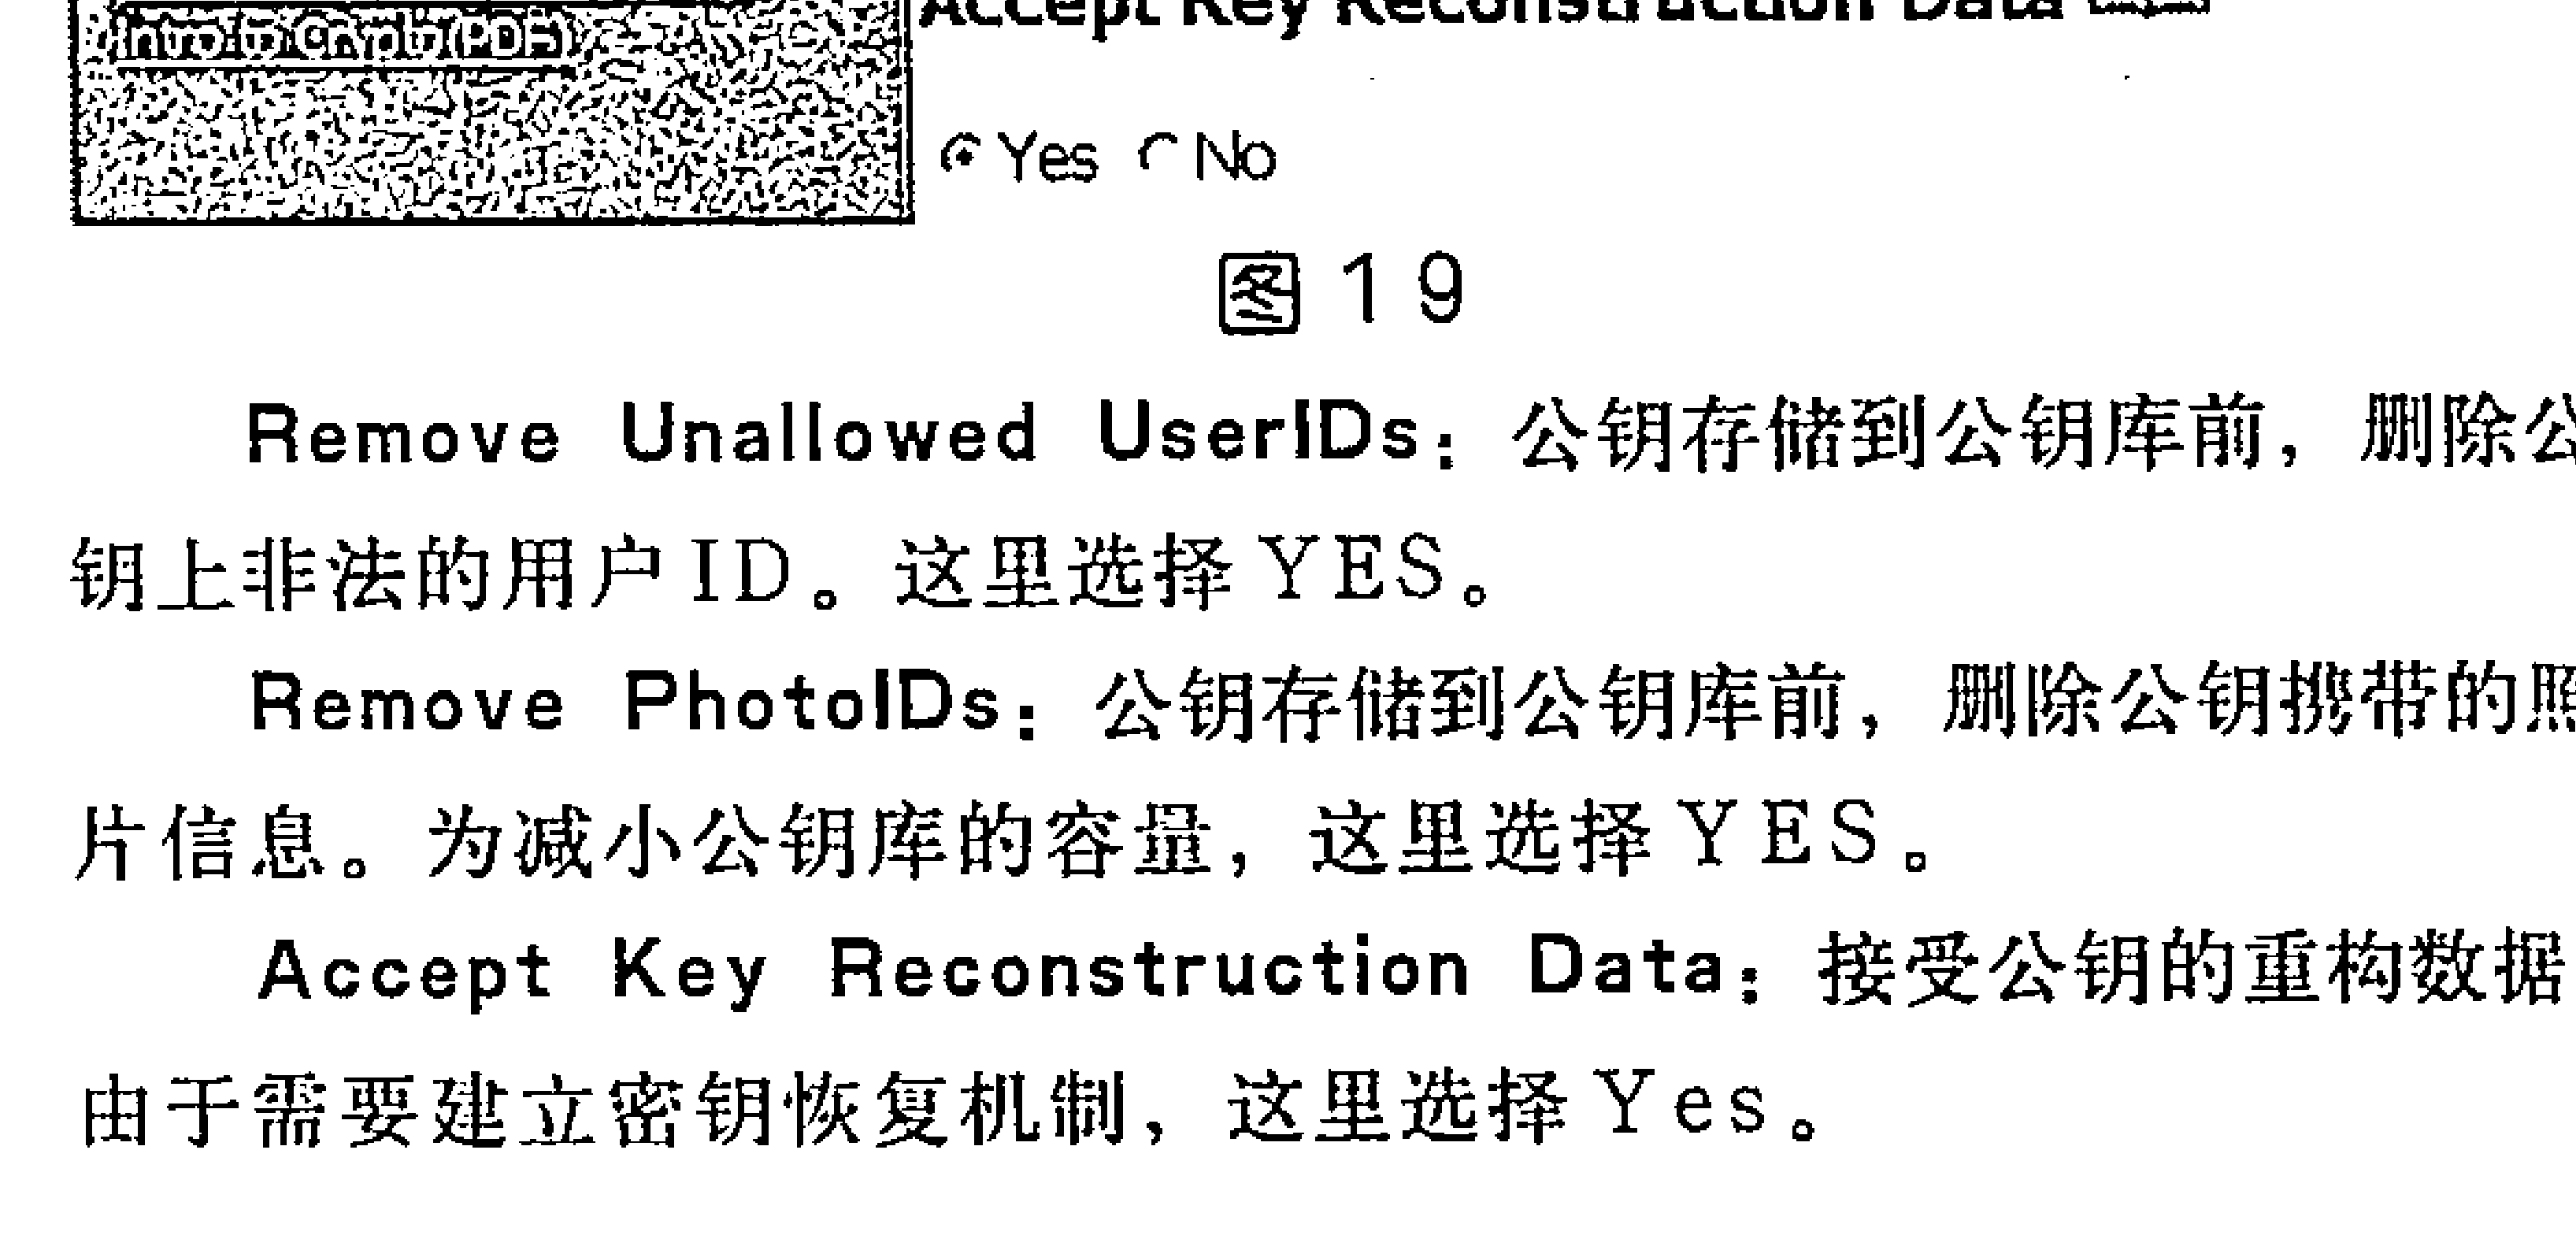 Intro to Crypto (PDF)
Accept Key Reconstruction Data
Yes No
图19
Remove Unallowed UserIDs：公钥存储到公钥库前，删除公
钥上非法的用户ID。这里选择YES。
Remove PhotoIDs：公钥存储到公钥库前，删除公钥携带的照
片信息。为减小公钥库的容量，这里选择YES。
Accept Key Reconstruction Data：接受公钥的重构数据
由于需要建立密钥恢复机制，这里选择Yes。